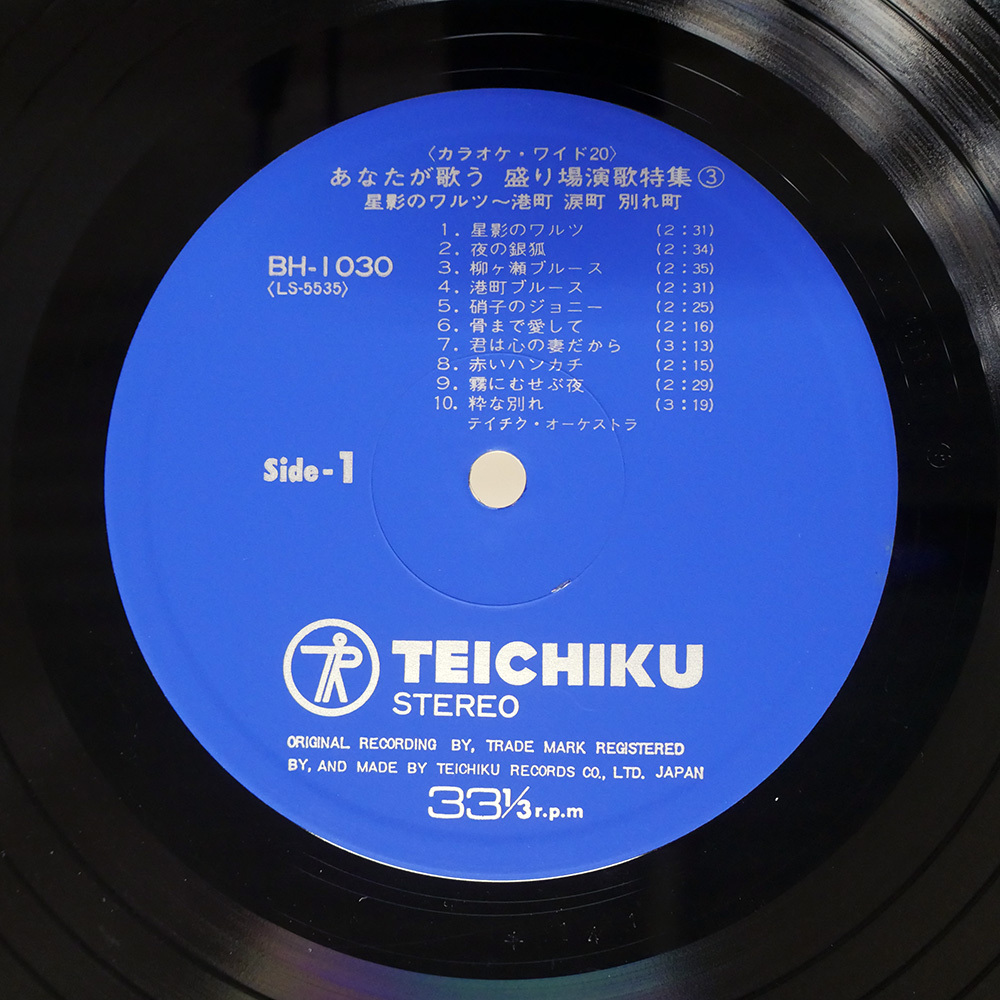 〈カラオケ・ワイド20〉
あなたが歌う 盛り場演歌特集③
星影のワルツ～港町 涙町 別れ町
BH-1030
〈LS-5535〉
1. 星影のワルツ (2:31)
2. 夜の銀狐 (2:34)
3. 柳ヶ瀬ブルース (2:35)
4. 港町ブルース (2:31)
5. 硝子のジョニー (2:25)
6. 骨まで愛して (2:16)
7. 君は心の妻だから (3:13)
8. 赤いハンカチ (2:15)
9. 霧にむせぶ夜 (2:29)
10. 粋な別れ (3:19)
テイチク・オーケストラ
Side-1
TEICHIKU
STEREO
ORIGINAL RECORDING BY, TRADE MARK REGISTERED
BY, AND MADE BY TEICHIKU RECORDS CO., LTD. JAPAN
33 1/3 r.p.m